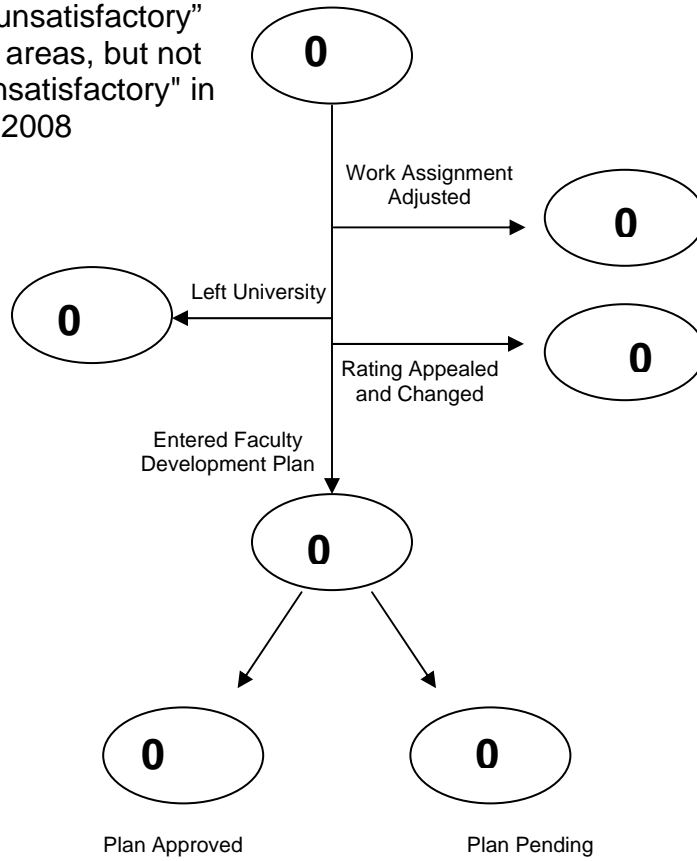 unsatisfactory”
areas, but not
nsatisfactory" in
2008
0
Work Assignment
Adjusted
0
Left University
0
0
Rating Appealed
and Changed
Entered Faculty
Development Plan
0
0
0
Plan Approved
Plan Pending